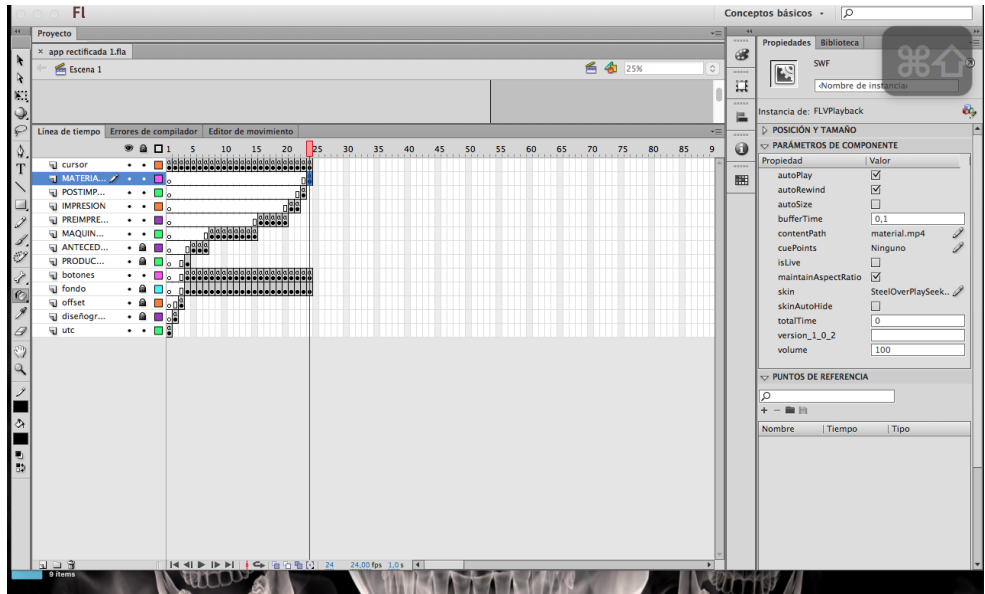 Fl
Conceptos básicos
Proyecto
app rectificada 1.fla
Escena 1
25%
Línea de tiempo Errores de compilador Editor de movimiento
1 5 10 15 20 25 30 35 40 45 50 55 60 65 70 75 80 85 9
cursor
MATERIA...
POSTIMP...
IMPRESION
PREIMPRE...
MAQUIN...
ANTECED...
PRODUC...
botones
fondo
offset
diseñogr...
utc
24 24,00 fps 1,0 s
9 items
Propiedades Biblioteca
SWF
‹Nombre de instancia›
⌘⇧
Instancia de: FLVPlayback
POSICIÓN Y TAMAÑO
PARÁMETROS DE COMPONENTE
Propiedad Valor
autoPlay
autoRewind
autoSize
bufferTime 0,1
contentPath material.mp4
cuePoints Ninguno
isLive
maintainAspectRatio
skin SteelOverPlaySeek..
skinAutoHide
totalTime 0
version_1_0_2
volume 100
PUNTOS DE REFERENCIA
Nombre Tiempo Tipo